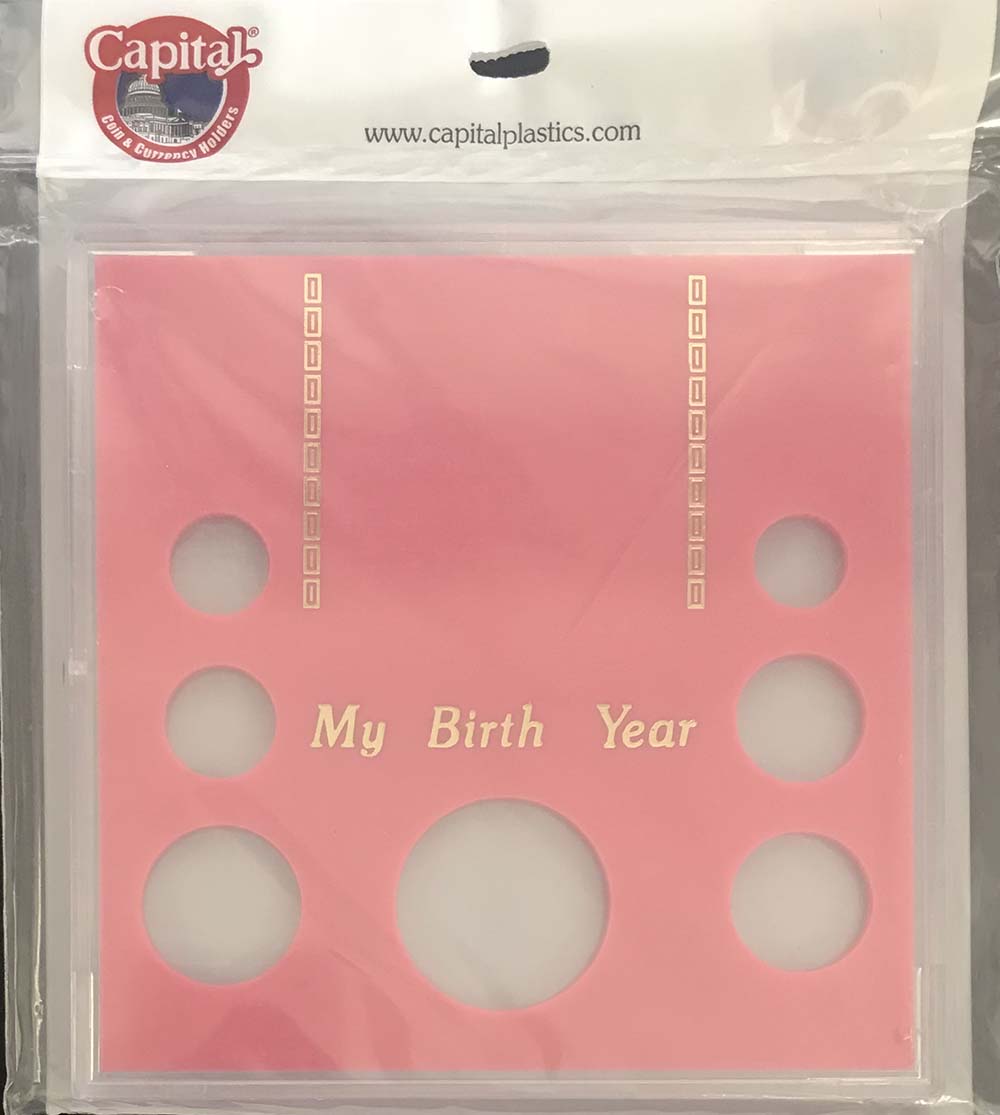 Capital®
Coin & Currency Holders
www.capitalplastics.com
My Birth Year